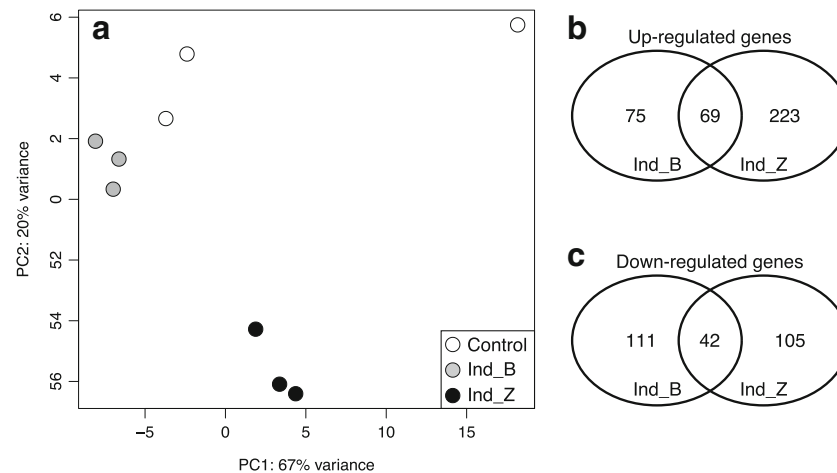 a
6
4
2
0
52
54
56
PC2: 20% variance
−5
0
5
10
15
PC1: 67% variance
Control
Ind_B
Ind_Z
b
Up-regulated genes
75
69
223
Ind_B
Ind_Z
c
Down-regulated genes
111
42
105
Ind_B
Ind_Z